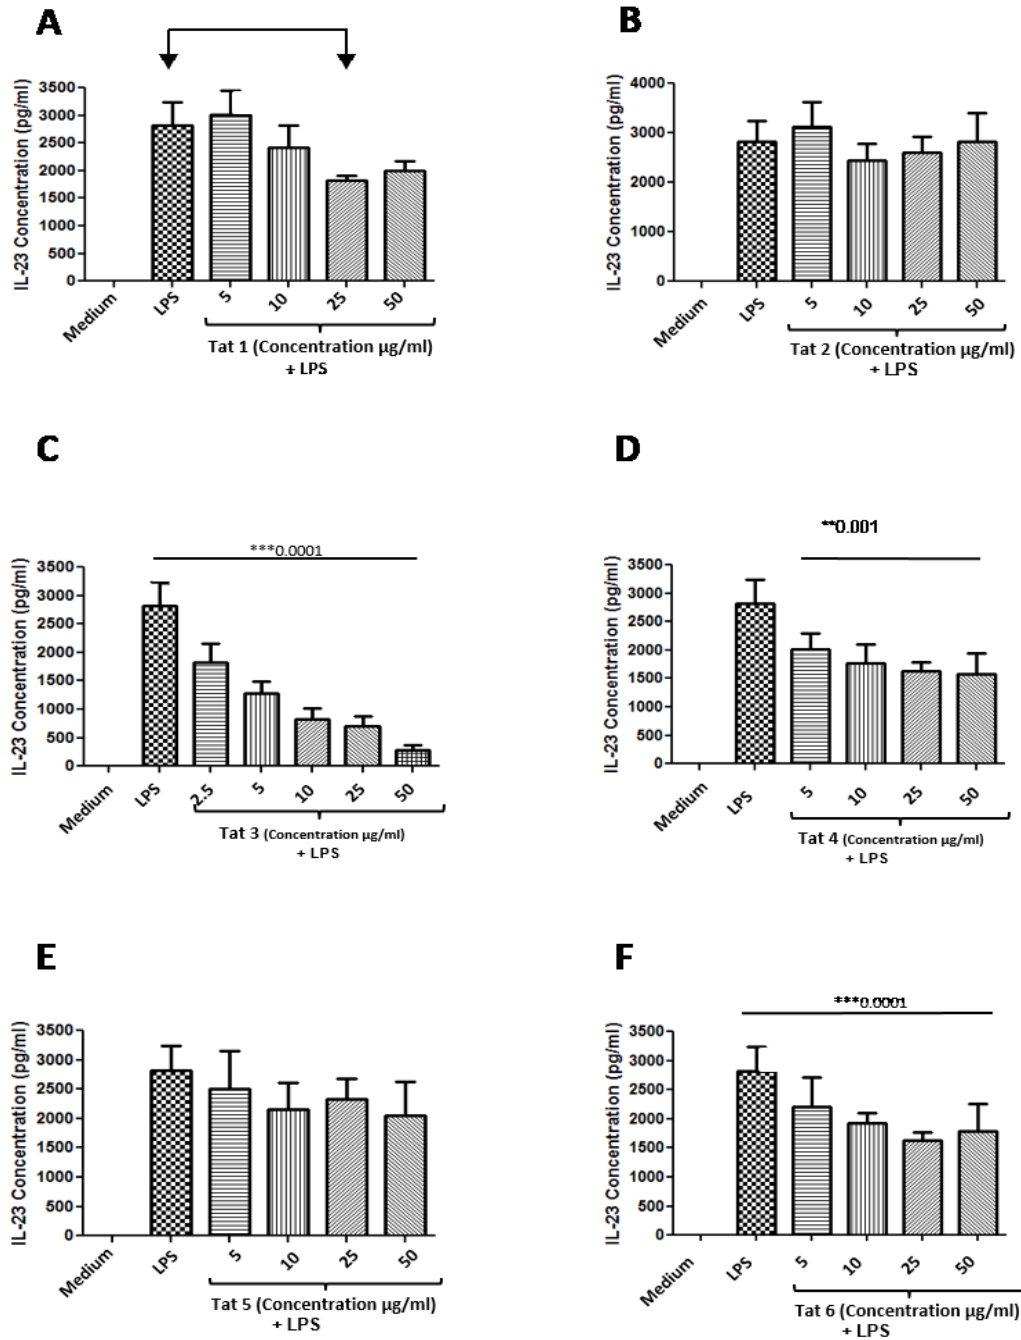 A
IL-23 Concentration (pg/ml)
3500
3000
2500
2000
1500
1000
500
0
Medium
LPS
5
10
25
50
Tat 1 (Concentration µg/ml)
+ LPS
B
IL-23 Concentration (pg/ml)
4000
3000
2000
1000
0
Medium
LPS
5
10
25
50
Tat 2 (Concentration µg/ml)
+ LPS
C
***0.0001
IL-23 Concentration (pg/ml)
3500
3000
2500
2000
1500
1000
500
0
Medium
LPS
2.5
5
10
25
50
Tat 3 (Concentration µg/ml)
+ LPS
D
**0.001
IL-23 Concentration (pg/ml)
3500
3000
2500
2000
1500
1000
500
0
Medium
LPS
5
10
25
50
Tat 4 (Concentration µg/ml)
+ LPS
E
IL-23 Concentration (pg/ml)
3500
3000
2500
2000
1500
1000
500
0
Medium
LPS
5
10
25
50
Tat 5 (Concentration µg/ml)
+ LPS
F
***0.0001
IL-23 Concentration (pg/ml)
3500
3000
2500
2000
1500
1000
500
0
Medium
LPS
5
10
25
50
Tat 6 (Concentration µg/ml)
+ LPS